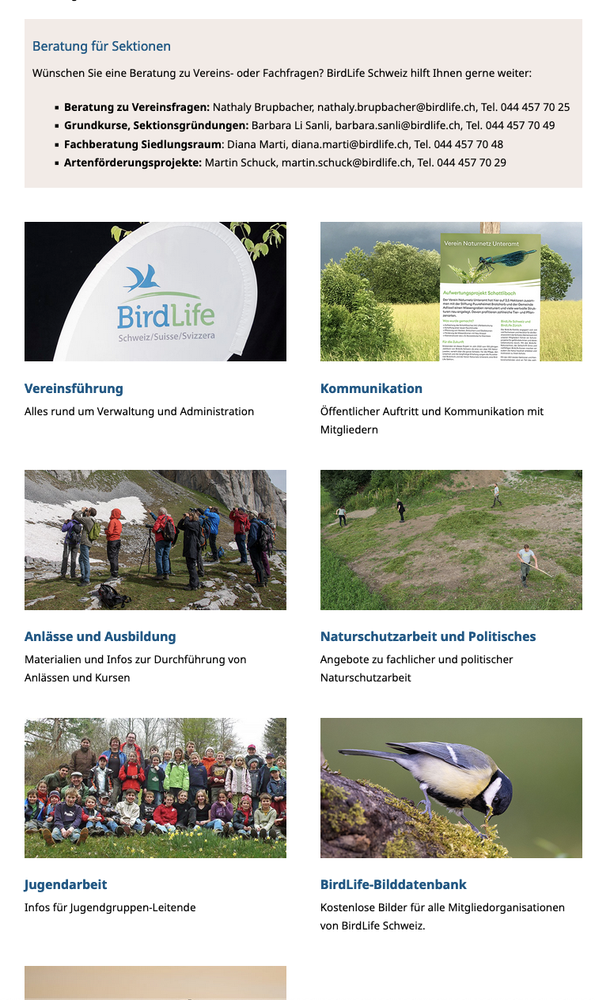 Beratung für Sektionen
Wünschen Sie eine Beratung zu Vereins- oder Fachfragen? BirdLife Schweiz hilft Ihnen gerne weiter:
▪ Beratung zu Vereinsfragen: Nathaly Brupbacher, nathaly.brupbacher@birdlife.ch, Tel. 044 457 70 25
▪ Grundkurse, Sektionsgründungen: Barbara Li Sanli, barbara.sanli@birdlife.ch, Tel. 044 457 70 49
▪ Fachberatung Siedlungsraum: Diana Marti, diana.marti@birdlife.ch, Tel. 044 457 70 48
▪ Artenförderungsprojekte: Martin Schuck, martin.schuck@birdlife.ch, Tel. 044 457 70 29
BirdLife
Schweiz/Suisse/Svizzera
Verein Naturnetz Unteramt
Aufwertungsprojekt Schattlibach
Vereinsführung
Alles rund um Verwaltung und Administration
Kommunikation
Öffentlicher Auftritt und Kommunikation mit
Mitgliedern
Anlässe und Ausbildung
Materialien und Infos zur Durchführung von
Anlässen und Kursen
Naturschutzarbeit und Politisches
Angebote zu fachlicher und politischer
Naturschutzarbeit
Jugendarbeit
Infos für Jugendgruppen-Leitende
BirdLife-Bilddatenbank
Kostenlose Bilder für alle Mitgliedorganisationen
von BirdLife Schweiz.